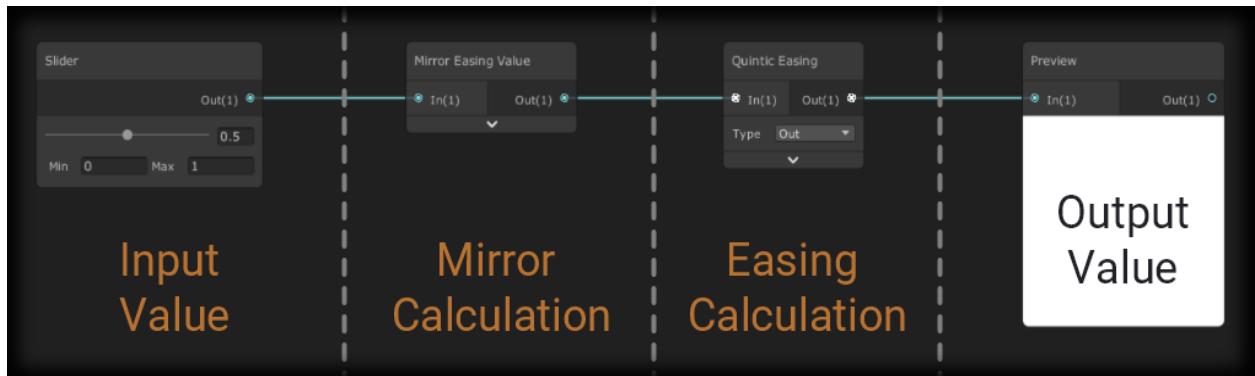 Slider
Out(1)
0.5
Min 0 Max 1
Input
Value
Mirror Easing Value
In(1) Out(1)
Mirror
Calculation
Quintic Easing
In(1) Out(1)
Type Out
Easing
Calculation
Preview
In(1) Out(1)
Output
Value